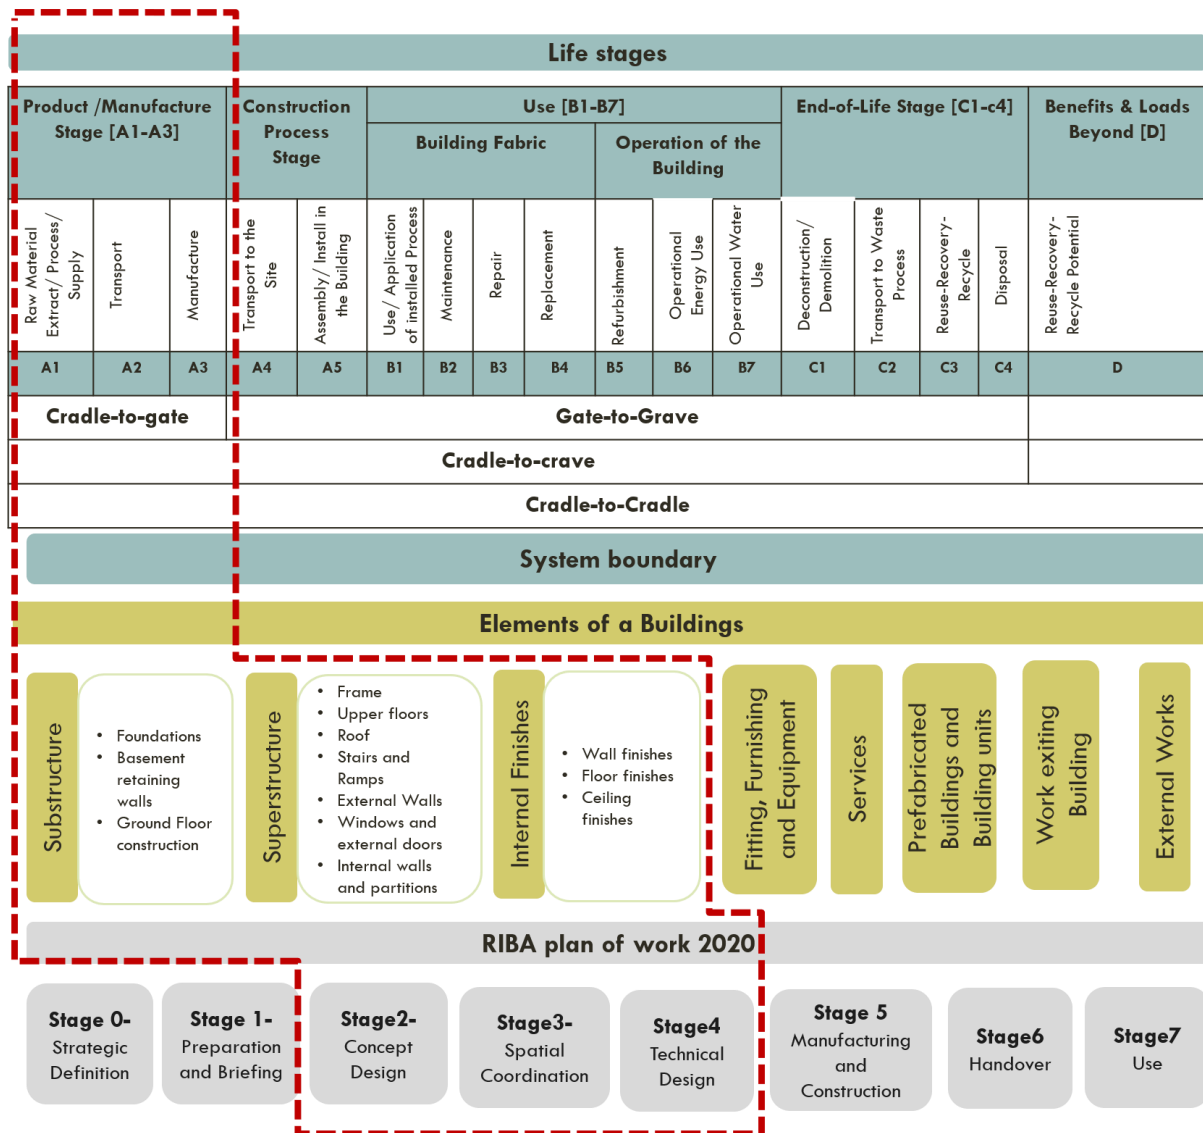 Life stages
Product /Manufacture
Stage [A1-A3]
Construction
Process
Stage
Use [B1-B7]
Building Fabric
Operation of the
Building
End-of-Life Stage [C1-c4]
Benefits & Loads
Beyond [D]
Raw Material
Extract/ Process/
Supply
Transport
Manufacture
Transport to the
Site
Assembly/ Install in
the Building
Use/ Application
of installed Process
Maintenance
Repair
Replacement
Refurbishment
Operational
Energy Use
Operational Water
Use
Deconstruction/
Demolition
Transport to Waste
Process
Reuse-Recovery-
Recycle
Disposal
Reuse-Recovery-
Recycle Potential
A1
A2
A3
A4
A5
B1
B2
B3
B4
B5
B6
B7
C1
C2
C3
C4
D
Cradle-to-gate
Gate-to-Grave
Cradle-to-crave
Cradle-to-Cradle
System boundary
Elements of a Buildings
Substructure
• Foundations
• Basement
retaining
walls
• Ground Floor
construction
Superstructure
• Frame
• Upper floors
• Roof
• Stairs and
Ramps
• External Walls
• Windows and
external doors
• Internal walls
and partitions
Internal Finishes
• Wall finishes
• Floor finishes
• Ceiling
finishes
Fitting, Furnishing
and Equipment
Services
Prefabricated
Buildings and
Building units
Work exiting
Building
External Works
RIBA plan of work 2020
Stage 0-
Strategic
Definition
Stage 1-
Preparation
and Briefing
Stage2-
Concept
Design
Stage3-
Spatial
Coordination
Stage4
Technical
Design
Stage 5
Manufacturing
and
Construction
Stage6
Handover
Stage7
Use